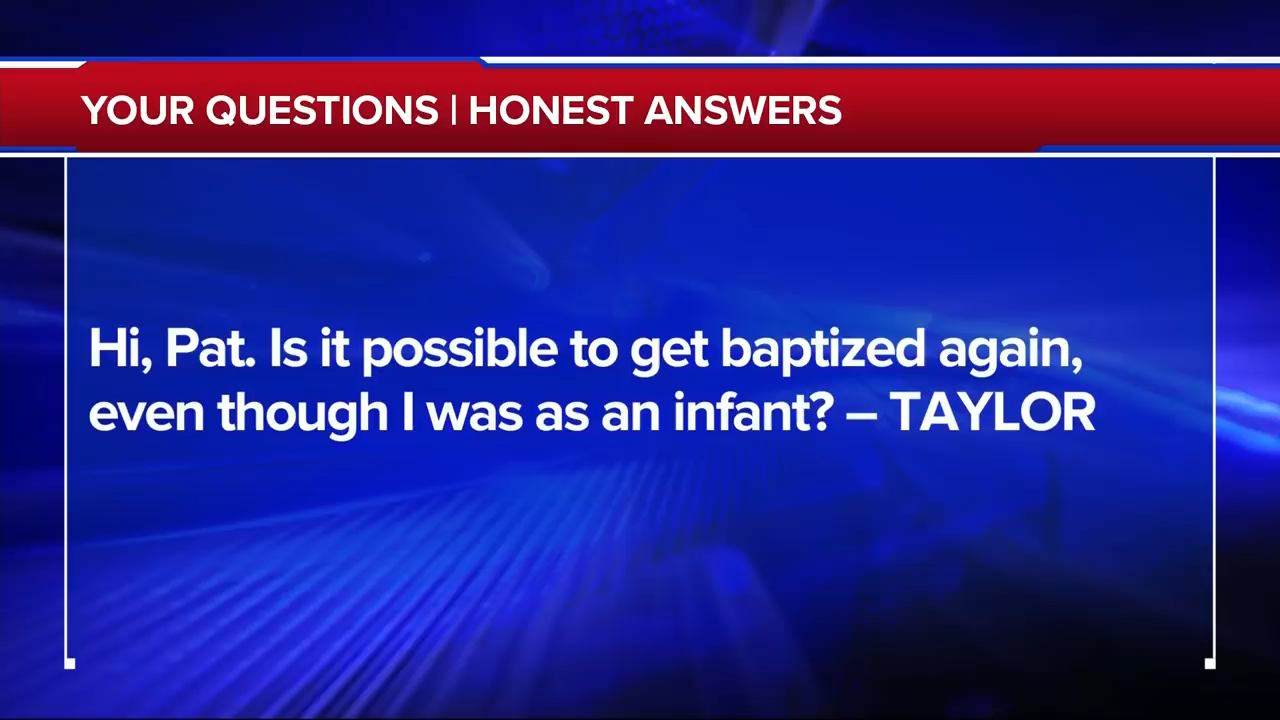 YOUR QUESTIONS | HONEST ANSWERS
Hi, Pat. Is it possible to get baptized again,
even though I was as an infant? – TAYLOR